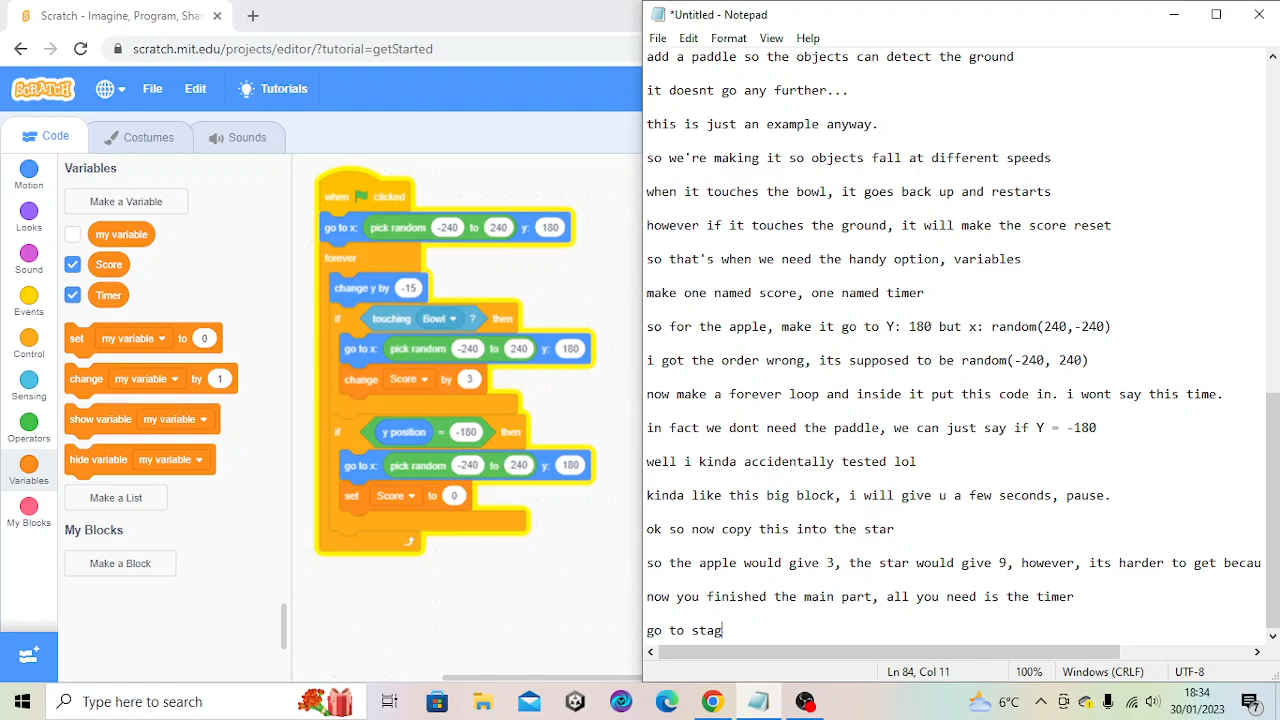 Scratch - Imagine, Program, Shar
*Untitled - Notepad
scratch.mit.edu/projects/editor/?tutorial=getStarted
File Edit Format View Help
SCRATCH
File Edit Tutorials
Code Costumes Sounds
Motion
Looks
Sound
Events
Control
Sensing
Operators
Variables
My Blocks
Variables
Make a Variable
my variable
Score
Timer
set my variable to 0
change my variable by 1
show variable my variable
hide variable my variable
Make a List
My Blocks
Make a Block
when clicked
go to x: pick random -240 to 240 y: 180
forever
change y by -15
if touching Bowl ? then
go to x: pick random -240 to 240 y: 180
change Score by 3
if y position = -180 then
go to x: pick random -240 to 240 y: 180
set Score to 0
add a paddle so the objects can detect the ground
it doesnt go any further...
this is just an example anyway.
so we're making it so objects fall at different speeds
when it touches the bowl, it goes back up and restarts
however if it touches the ground, it will make the score reset
so that's when we need the handy option, variables
make one named score, one named timer
so for the apple, make it go to Y: 180 but x: random(240,-240)
i got the order wrong, its supposed to be random(-240, 240)
now make a forever loop and inside it put this code in. i wont say this time.
in fact we dont need the paddle, we can just say if Y = -180
well i kinda accidentally tested lol
kinda like this big block, i will give u a few seconds, pause.
ok so now copy this into the star
so the apple would give 3, the star would give 9, however, its harder to get becau
now you finished the main part, all you need is the timer
go to stag
Ln 84, Col 11 100% Windows (CRLF) UTF-8
Type here to search
6°C
18:34
30/01/2023
7